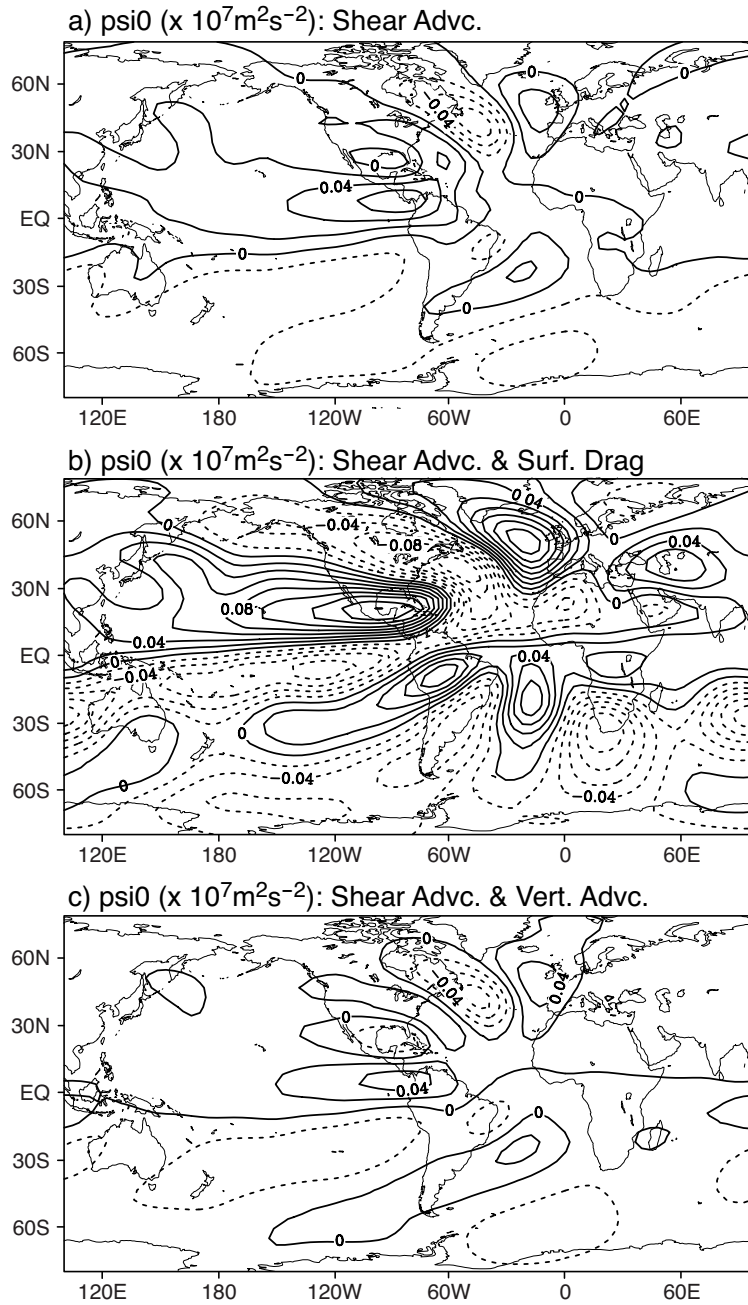 a) psi0 (x 10⁷m²s⁻²): Shear Advc.
0
0
0.04
60N
0
30N
0
0.04
0
EQ
0
30S
0
60S
120E 180 120W 60W 0 60E
b) psi0 (x 10⁷m²s⁻²): Shear Advc. & Surf. Drag
0.04
60N
0
−0.04
0
−0.08
0.04
30N
0.08
0
0.04
EQ
0
0.04
−0.04
30S
0
0
60S
−0.04
−0.04
0
120E 180 120W 60W 0 60E
c) psi0 (x 10⁷m²s⁻²): Shear Advc. & Vert. Advc.
0
60N
0.04
0.04
0
30N
0
EQ
0.04
0
0
30S
0
60S
120E 180 120W 60W 0 60E